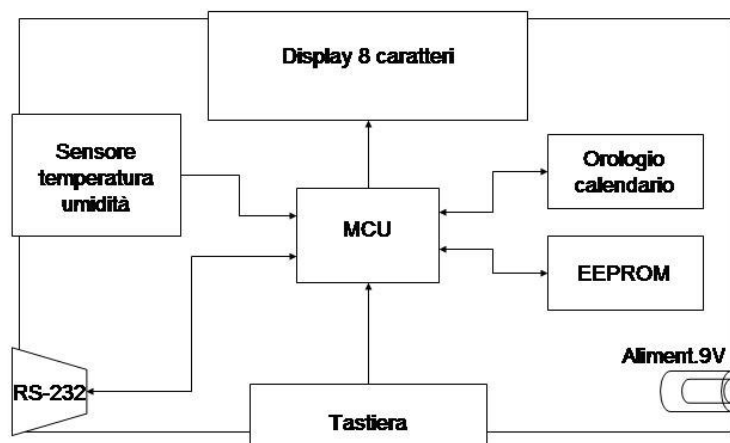 Display 8 caratteri
Sensore
temperatura
umidità
Orologio
calendario
MCU
EEPROM
Aliment.9V
RS-232
Tastiera